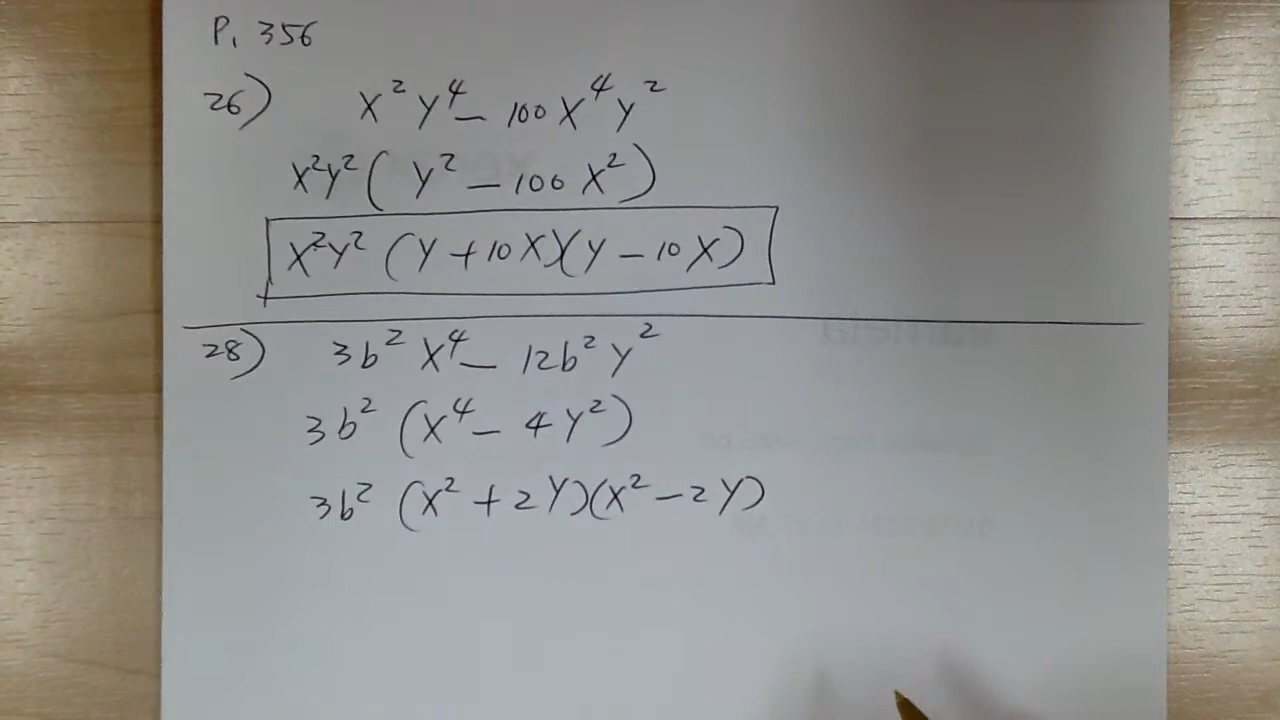 P. 356
26) x²y⁴ - 100x⁴y²
x²y² (y² - 100x²)
x²y² (y + 10x)(y - 10x)
28) 3b²x⁴ - 12b²y²
3b² (x⁴ - 4y²)
3b² (x² + 2y)(x² - 2y)